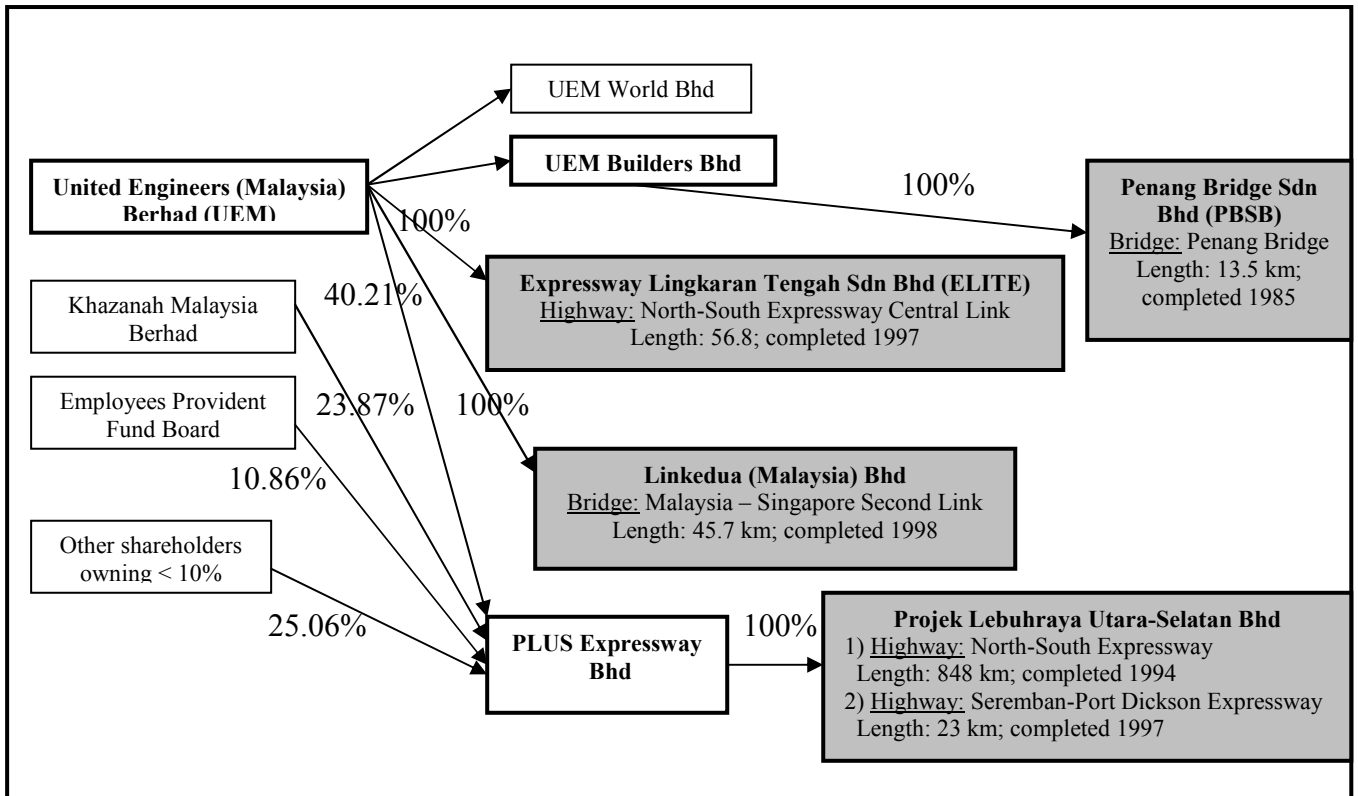 UEM World Bhd
UEM Builders Bhd
United Engineers (Malaysia)
Berhad (UEM)
100%
Penang Bridge Sdn
Bhd (PBSB)
Bridge: Penang Bridge
Length: 13.5 km;
completed 1985
100%
Expressway Lingkaran Tengah Sdn Bhd (ELITE)
Highway: North-South Expressway Central Link
Length: 56.8; completed 1997
40.21%
Khazanah Malaysia
Berhad
23.87%
100%
Employees Provident
Fund Board
10.86%
Linkedua (Malaysia) Bhd
Bridge: Malaysia – Singapore Second Link
Length: 45.7 km; completed 1998
Other shareholders
owning < 10%
25.06%
PLUS Expressway
Bhd
100%
Projek Lebuhraya Utara-Selatan Bhd
1) Highway: North-South Expressway
Length: 848 km; completed 1994
2) Highway: Seremban-Port Dickson Expressway
Length: 23 km; completed 1997